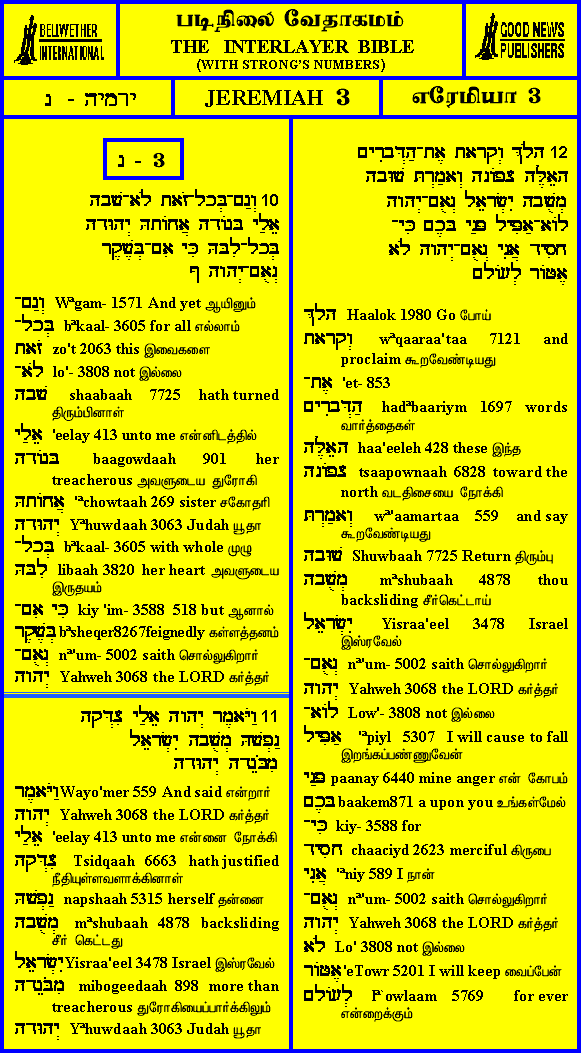 BELLWETHER
INTERNATIONAL
படிநிலை வேதாகமம்
THE INTERLAYER BIBLE
(WITH STRONG'S NUMBERS)
GOOD NEWS
PUBLISHERS
ירמיה - נ
JEREMIAH 3
எரேமியா 3
נ - 3
10 וְגַם־בְּכָל־זֹאת לֹא־שָׁבָה
אֵלַי בָּגוֹדָה אֲחוֹתָהּ יְהוּדָה
בְּכָל־לִבָּהּ כִּי אִם־בְּשֶׁקֶר
נְאֻם־יְהוָה ף
וְגַם־ Wᵊgam- 1571 And yet ஆயினும்
בְּכָל־ bᵊkaal- 3605 for all எல்லாம்
זֹאת zo't 2063 this இவைகளை
לֹא־ lo'- 3808 not இல்லை
שָׁבָה shaabaah 7725 hath turned
திரும்பினாள்
אֵלַי 'eelay 413 unto me என்னிடத்தில்
בָּגוֹדָה baagowdaah 901 her
treacherous அவளுடைய துரோகி
אֲחוֹתָהּ 'ᵃchowtaah 269 sister சகோதரி
יְהוּדָה Yᵊhuwdaah 3063 Judah யூதா
בְּכָל־ bᵊkaal- 3605 with whole முழு
לִבָּהּ libaah 3820 her heart அவளுடைய
இருதயம்
כִּי אִם־ kiy 'im- 3588 518 but ஆனால்
בְּשֶׁקֶר bᵊsheqer8267feignedly கள்ளத்தனம்
נְאֻם־ nᵊ'um- 5002 saith சொல்லுகிறார்
יְהוָה Yahweh 3068 the LORD கர்த்தர்
11 וַיֹּאמֶר יְהוָה אֵלַי צִדְּקָה
נַפְשָׁהּ מְשֻׁבָה יִשְׂרָאֵל
מִבֹּגֵדָה יְהוּדָה
וַיֹּאמֶר Wayo'mer 559 And said என்றார்
יְהוָה Yahweh 3068 the LORD கர்த்தர்
אֵלַי 'eelay 413 unto me என்னை நோக்கி
צִדְּקָה Tsidqaah 6663 hath justified
நீதியுள்ளவளாக்கினாள்
נַפְשָׁהּ napshaah 5315 herself தன்னை
מְשֻׁבָה mᵊshubaah 4878 backsliding
சீர் கெட்டது
יִשְׂרָאֵל Yisraa'eel 3478 Israel இஸ்ரவேல்
מִבֹּגֵדָה mibogeedaah 898 more than
treacherous துரோகியைப்பார்க்கிலும்
יְהוּדָה Yᵊhuwdaah 3063 Judah யூதா
12 הָלֹךְ וְקָרָאתָ אֶת־הַדְּבָרִים
הָאֵלֶּה צָפוֹנָה וְאָמַרְתָּ שׁוּבָה
מְשֻׁבָה יִשְׂרָאֵל נְאֻם־יְהוָה
לוֹא־אַפִּיל פָּנַי בָּכֶם כִּי־
חָסִיד אֲנִי נְאֻם־יְהוָה לֹא
אֶטּוֹר לְעוֹלָם
הָלֹךְ Haalok 1980 Go போய்
וְקָרָאתָ wᵊqaaraa'taa 7121 and
proclaim கூறவேண்டியது
אֶת־ 'et- 853
הַדְּבָרִים hadᵊbaariym 1697 words
வார்த்தைகள்
הָאֵלֶּה haa'eeleh 428 these இந்த
צָפוֹנָה tsaapownaah 6828 toward the
north வடதிசையை நோக்கி
וְאָמַרְתָּ wᵊ'aamartaa 559 and say
கூறவேண்டியது
שׁוּבָה Shuwbaah 7725 Return திரும்பு
מְשֻׁבָה mᵊshubaah 4878 thou
backsliding சீர்கெட்டாய்
יִשְׂרָאֵל Yisraa'eel 3478 Israel
இஸ்ரவேல்
נְאֻם־ nᵊ'um- 5002 saith சொல்லுகிறார்
יְהוָה Yahweh 3068 the LORD கர்த்தர்
לוֹא־ Low'- 3808 not இல்லை
אַפִּיל 'ᵃpiyl 5307 I will cause to fall
இறங்கப்பண்ணுவேன்
פָּנַי paanay 6440 mine anger என் கோபம்
בָּכֶם baakem871 a upon you உங்கள்மேல்
כִּי־ kiy- 3588 for
חָסִיד chaaciyd 2623 merciful கிருபை
אֲנִי 'ᵃniy 589 I நான்
נְאֻם־ nᵊ'um- 5002 saith சொல்லுகிறார்
יְהוָה Yahweh 3068 the LORD கர்த்தர்
לֹא Lo' 3808 not இல்லை
אֶטּוֹר 'eTowr 5201 I will keep வைப்பேன்
לְעוֹלָם lᵊ`owlaam 5769 for ever
என்றைக்கும்